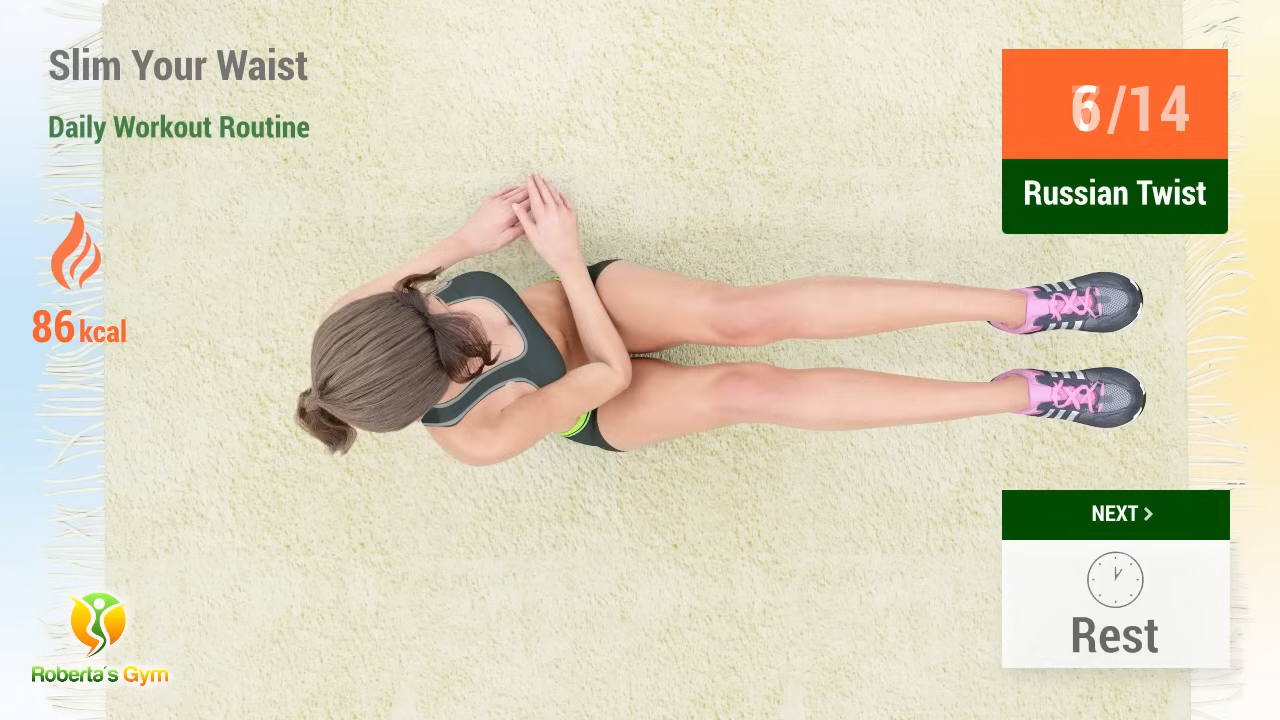 Slim Your Waist
Daily Workout Routine
6/14
Russian Twist
86 kcal
NEXT >
Rest
Roberta's Gym